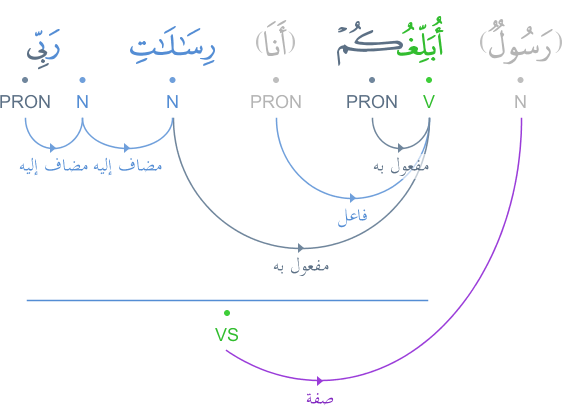 (رَسُولٌ) أُبَلِّغُكُمْ (أَنَا) رِسَٰلَٰتِ رَبِّى
N V PRON PRON N N PRON
مفعول به مضاف إليه مضاف إليه
فاعل
مفعول به
VS
صفة